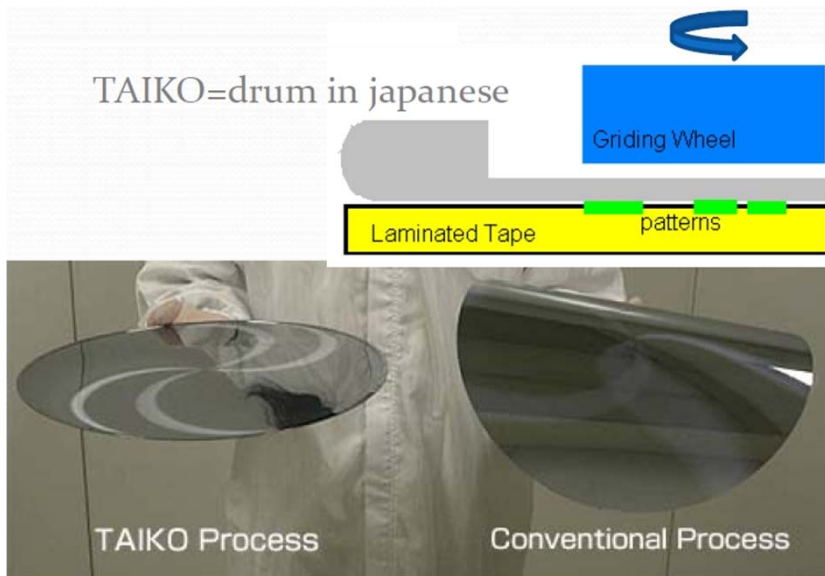 TAIKO=drum in japanese
Griding Wheel
patterns
Laminated Tape
TAIKO Process
Conventional Process